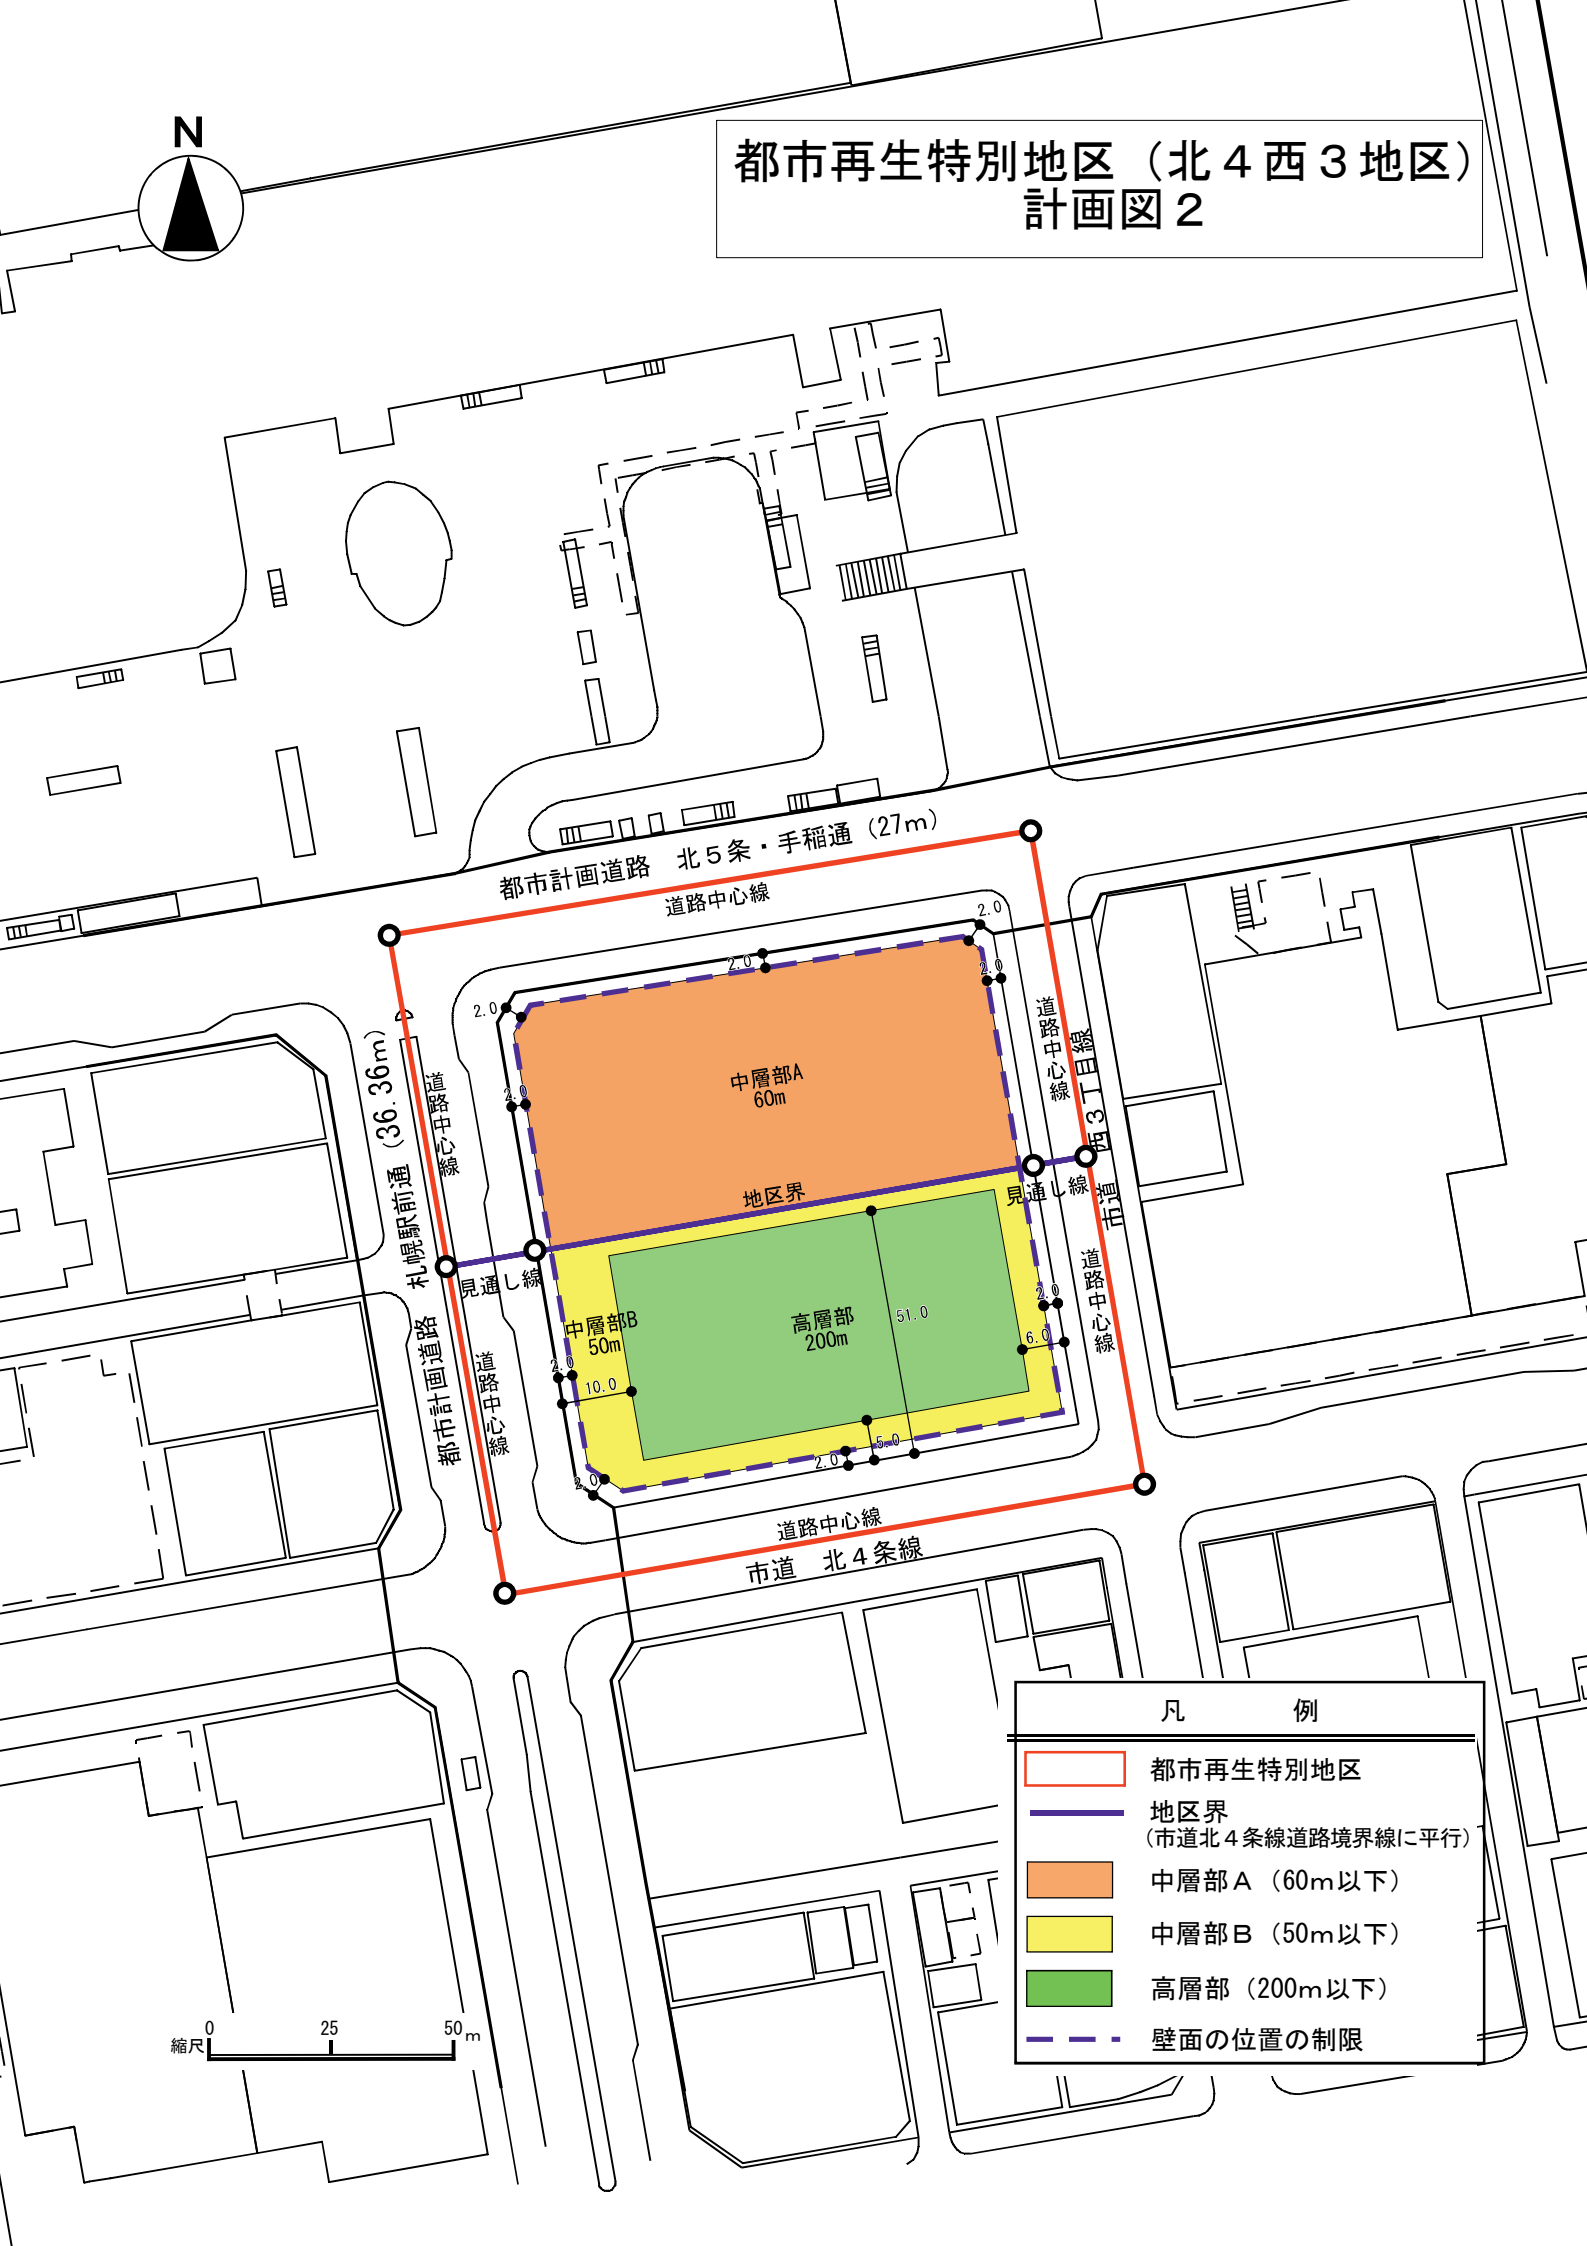 N
都市再生特別地区（北４西３地区）
計画図２
都市計画道路　北５条・手稲通（27ｍ）
道路中心線
2.0
2.0
2.0
2.0
2.0
道路中心線
市道　西３丁目線
都市計画道路　札幌駅前通（36.36ｍ）
道路中心線
中層部A
60m
地区界
見通し線
見通し線
中層部B
50m
高層部
200m
51.0
2.0
6.0
道路中心線
2.0
10.0
道路中心線
5.0
2.0
2.0
道路中心線
市道　北４条線
凡　　例
都市再生特別地区
地区界
（市道北４条線道路境界線に平行）
中層部Ａ（60ｍ以下）
中層部Ｂ（50ｍ以下）
高層部（200ｍ以下）
壁面の位置の制限
縮尺 0 25 50 m